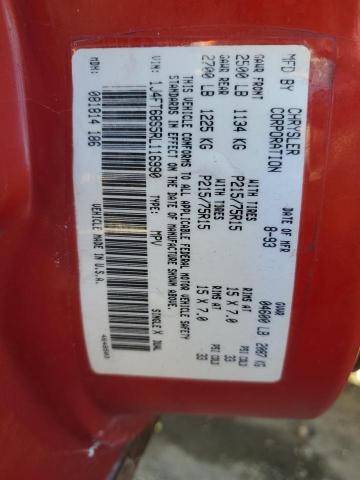 MFD BY CHRYSLER CORPORATION
DATE OF MFR 8-93
GVWR 04600 LB 2087 KG
GAWR FRONT 2500 LB 1134 KG
WITH TIRES P215/75R15
RIMS AT 15 X 7.0
PSI COLD 33
GAWR REAR 2700 LB 1225 KG
WITH TIRES P215/75R15
RIMS AT 15 X 7.0
PSI COLD 33
THIS VEHICLE CONFORMS TO ALL APPLICABLE FEDERAL MOTOR VEHICLE SAFETY
STANDARDS IN EFFECT ON THE DATE OF MANUFACTURE SHOWN ABOVE.
VIN: 1J4FT68S5RL116990
TYPE: MPV
SINGLE X DUAL
MDH: 081814 106
VEHICLE MADE IN U.S.A.